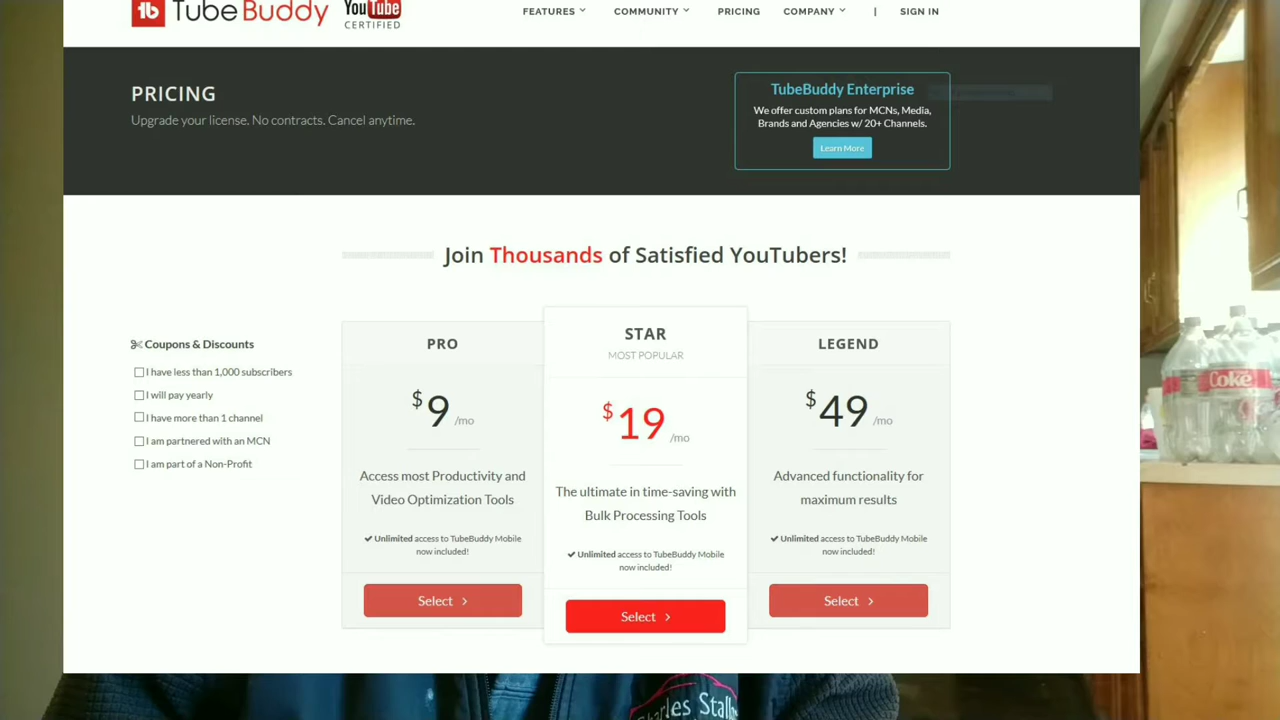 TubeBuddy
YouTube
CERTIFIED
FEATURES
COMMUNITY
PRICING
COMPANY
|
SIGN IN
PRICING
Upgrade your license. No contracts. Cancel anytime.
TubeBuddy Enterprise
We offer custom plans for MCNs, Media,
Brands and Agencies w/ 20+ Channels.
Learn More
Join Thousands of Satisfied YouTubers!
Coupons & Discounts
I have less than 1,000 subscribers
I will pay yearly
I have more than 1 channel
I am partnered with an MCN
I am part of a Non-Profit
PRO
$9 /mo
Access most Productivity and
Video Optimization Tools
Unlimited access to TubeBuddy Mobile
now included!
Select >
STAR
MOST POPULAR
$19 /mo
The ultimate in time-saving with
Bulk Processing Tools
Unlimited access to TubeBuddy Mobile
now included!
Select >
LEGEND
$49 /mo
Advanced functionality for
maximum results
Unlimited access to TubeBuddy Mobile
now included!
Select >
Coke